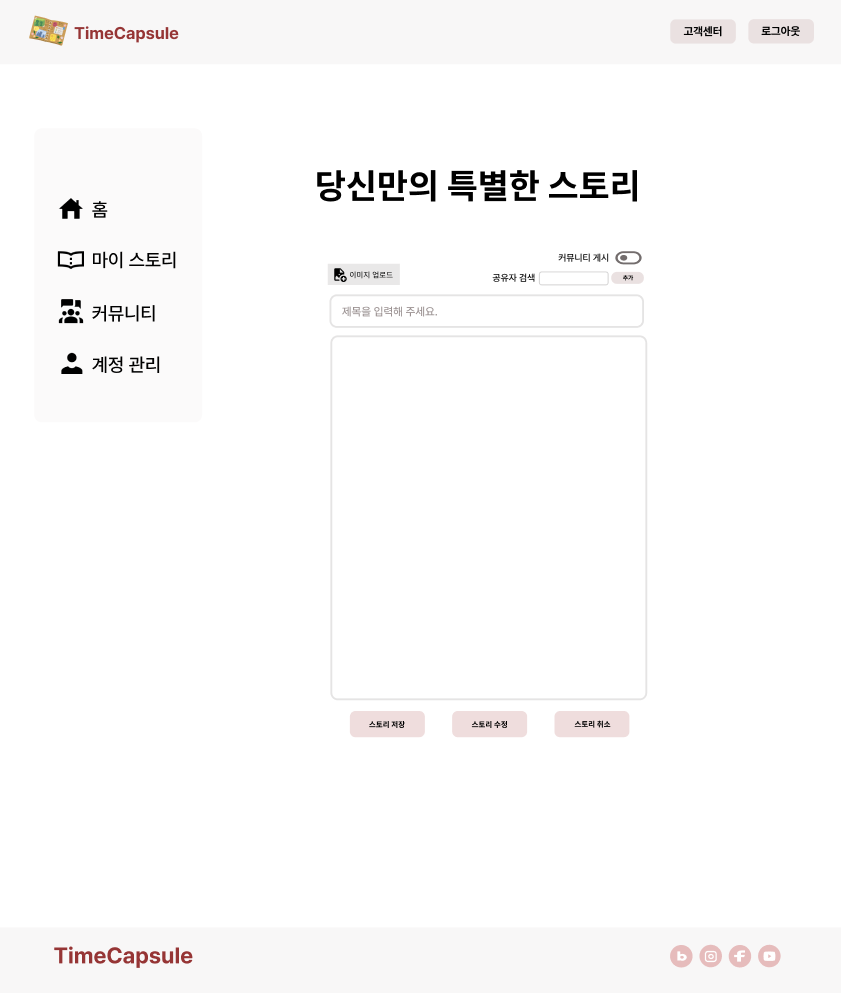 TimeCapsule
고객센터
로그아웃
홈
마이 스토리
커뮤니티
계정 관리
당신만의 특별한 스토리
커뮤니티 게시
이미지 업로드
공유자 검색
추가
제목을 입력해 주세요.
스토리 저장
스토리 수정
스토리 취소
TimeCapsule